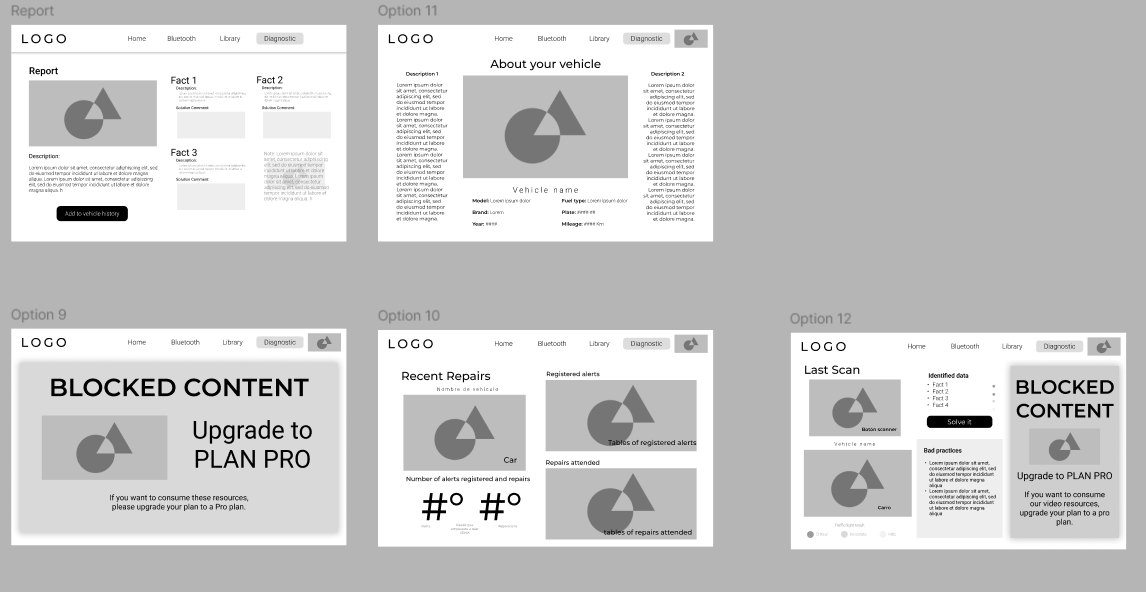 Report
LOGO
Home
Bluetooth
Library
Diagnostic
Report
Description:
Lorem ipsum dolor sit amet, consectetur adipiscing elit, sed
do eiusmod tempor incididunt ut labore et dolore magna
aliqua. Lorem ipsum dolor sit amet, consectetur adipiscing
elit, sed do eiusmod tempor incididunt ut labore et dolore
magna aliqua.
Add to vehicle history
Fact 1
Description:
Solution Comment:
Fact 2
Description:
Solution Comment:
Fact 3
Description:
Solution Comment:
Option 11
LOGO
Home
Bluetooth
Library
Diagnostic
About your vehicle
Description 1
Lorem ipsum dolor
sit amet, consectetur
adipiscing elit, sed
do eiusmod tempor
incididunt ut labore
et dolore magna.
Lorem ipsum dolor
sit amet, consectetur
adipiscing elit, sed
do eiusmod tempor
incididunt ut labore
et dolore magna.
Lorem ipsum dolor
sit amet, consectetur
adipiscing elit, sed
do eiusmod tempor
incididunt ut labore
et dolore magna.
Lorem ipsum dolor
sit amet, consectetur
adipiscing elit, sed
do eiusmod tempor
incididunt ut labore
et dolore magna.
Vehicle name
Model: Lorem ipsum dolor
Brand: Lorem
Year: ####
Fuel type: Lorem ipsum dolor
Plate: ####-##
Mileage: #### Km
Description 2
Lorem ipsum dolor
sit amet, consectetur
adipiscing elit, sed
do eiusmod tempor
incididunt ut labore
et dolore magna.
Lorem ipsum dolor
sit amet, consectetur
adipiscing elit, sed
do eiusmod tempor
incididunt ut labore
et dolore magna.
Lorem ipsum dolor
sit amet, consectetur
adipiscing elit, sed
do eiusmod tempor
incididunt ut labore
et dolore magna.
Lorem ipsum dolor
sit amet, consectetur
adipiscing elit, sed
do eiusmod tempor
incididunt ut labore
et dolore magna.
Option 9
LOGO
Home
Bluetooth
Library
Diagnostic
BLOCKED CONTENT
Upgrade to
PLAN PRO
If you want to consume these resources,
please upgrade your plan to a Pro plan.
Option 10
LOGO
Home
Bluetooth
Library
Diagnostic
Recent Repairs
Nombre de vehículo
Car
Number of alerts registered and repairs
#°
#°
Registered alerts
Tables of registered alerts
Repairs attended
tables of repairs attended
Option 12
LOGO
Home
Bluetooth
Library
Diagnostic
Last Scan
Botón scanner
Vehicle name
Carro
Identified data
• Fact 1
• Fact 2
• Fact 3
• Fact 4
Solve it
Bad practices
• Lorem ipsum dolor sit amet,
consectetur adipiscing elit,
sed do eiusmod tempor
incididunt ut labore
et dolore magna
aliqua
• Lorem ipsum dolor sit amet,
consectetur adipiscing elit,
sed do eiusmod tempor
incididunt ut labore
et dolore magna
aliqua
BLOCKED
CONTENT
Upgrade to PLAN PRO
If you want to consume
our video resources,
upgrade your plan to a pro
plan.